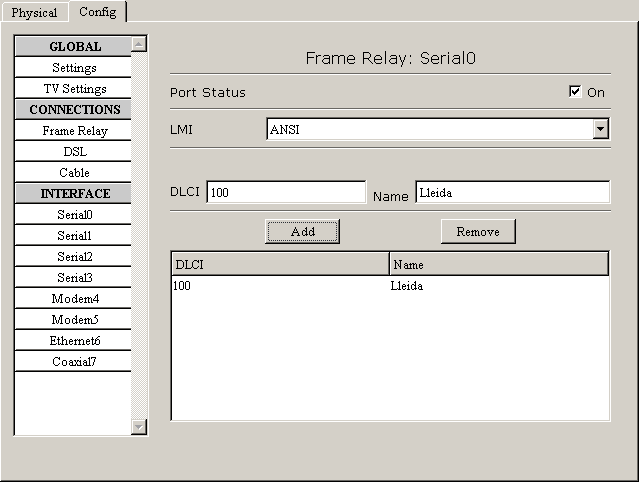 Physical Config
GLOBAL
Settings
TV Settings
CONNECTIONS
Frame Relay
DSL
Cable
INTERFACE
Serial0
Serial1
Serial2
Serial3
Modem4
Modem5
Ethernet6
Coaxial7
Frame Relay: Serial0
Port Status On
LMI ANSI
DLCI 100 Name Lleida
Add Remove
DLCI Name
100 Lleida